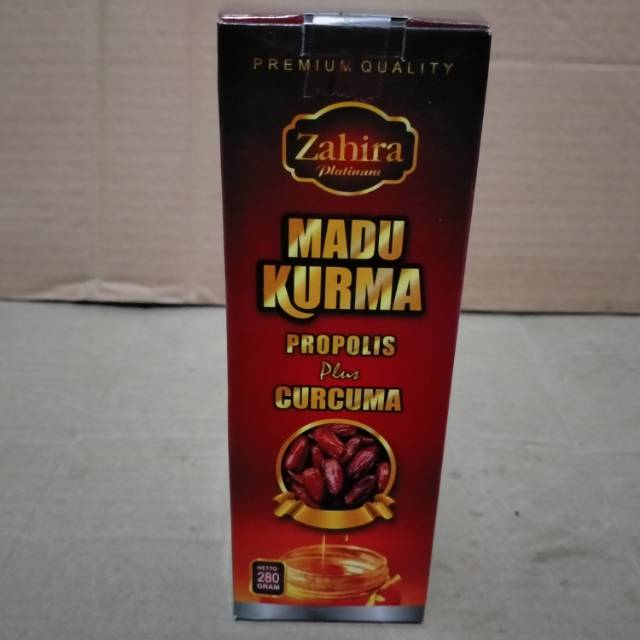 PREMIUM QUALITY
Zahira
Platinum
MADU
KURMA
PROPOLIS
Plus
CURCUMA
NETTO:
280
GRAM